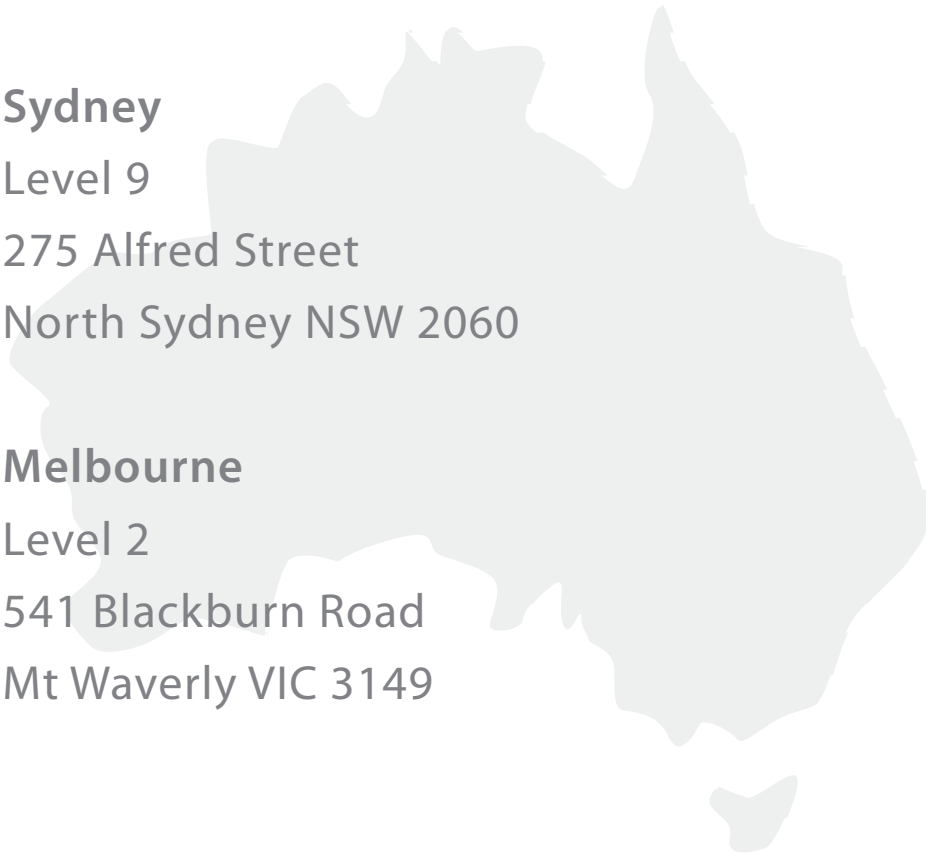 Sydney
Level 9
275 Alfred Street
North Sydney NSW 2060
Melbourne
Level 2
541 Blackburn Road
Mt Waverly VIC 3149